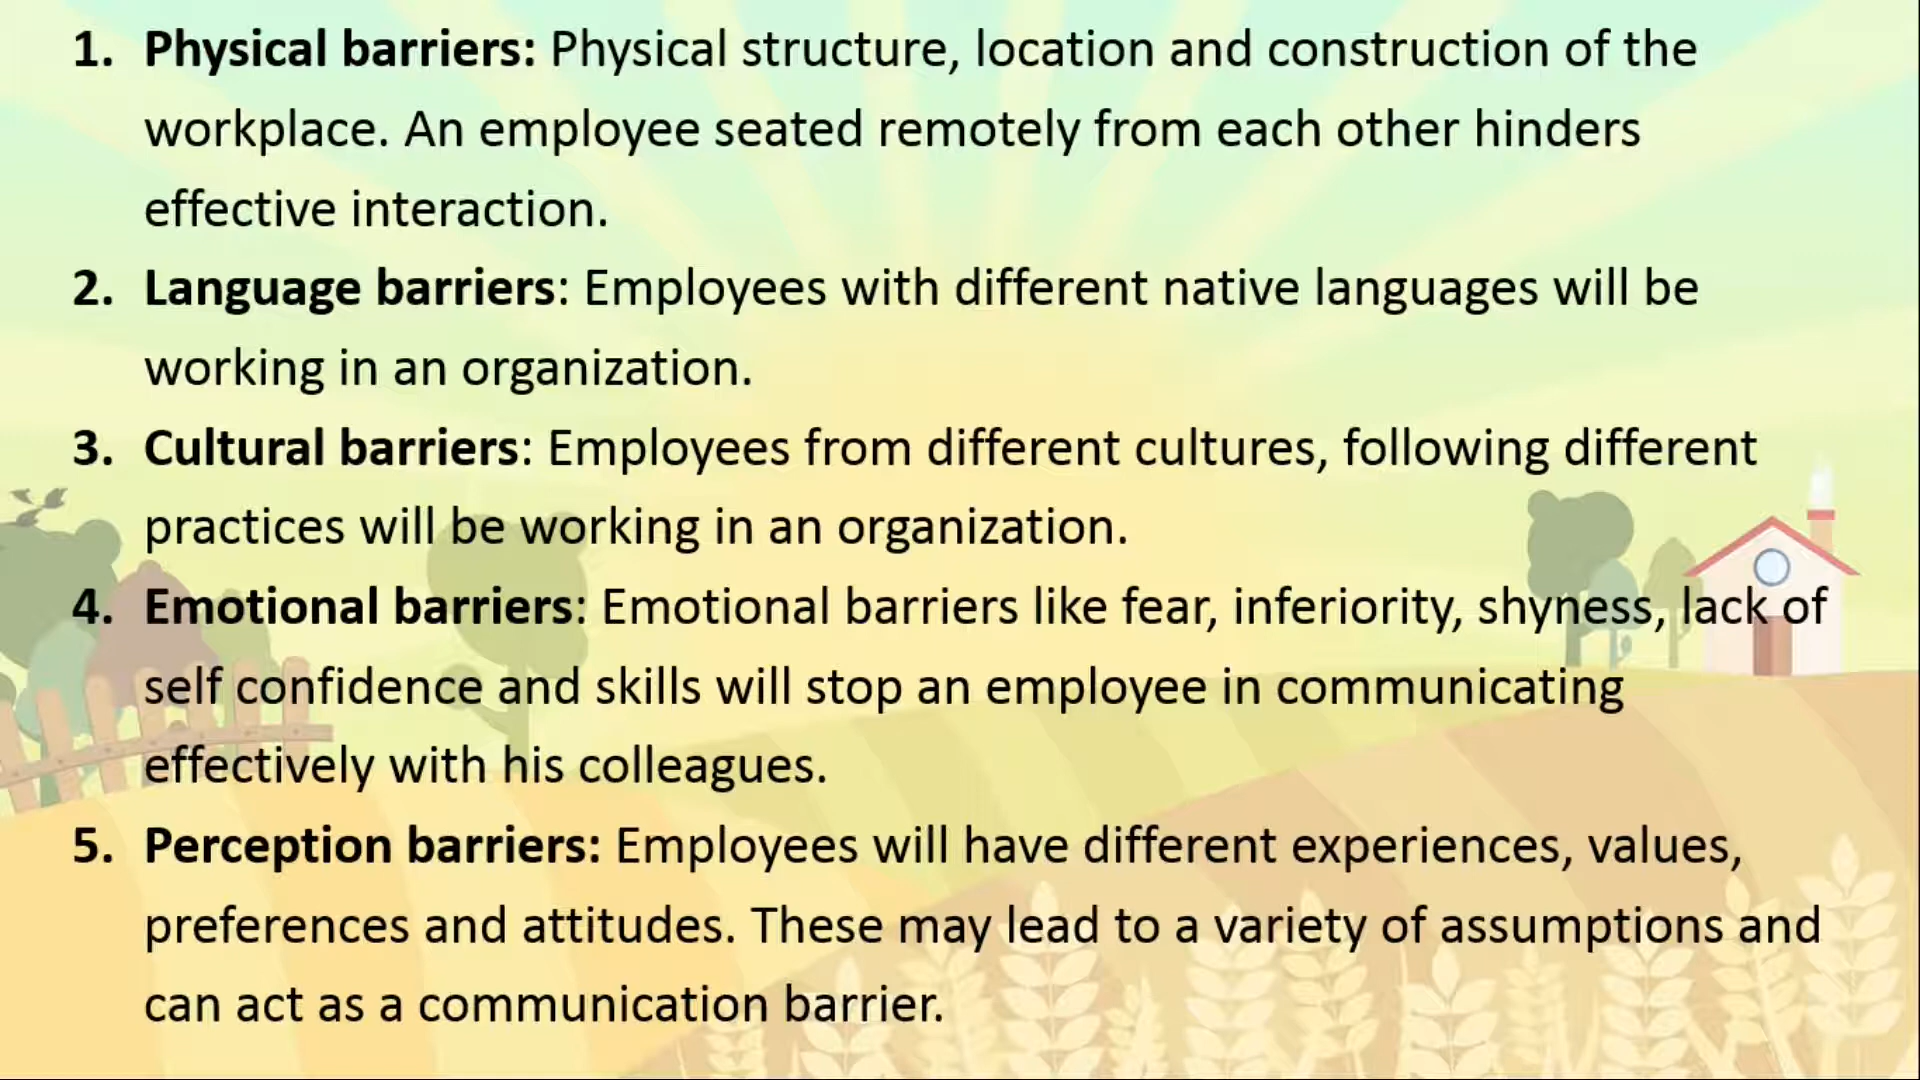 1. Physical barriers: Physical structure, location and construction of the
workplace. An employee seated remotely from each other hinders
effective interaction.
2. Language barriers: Employees with different native languages will be
working in an organization.
3. Cultural barriers: Employees from different cultures, following different
practices will be working in an organization.
4. Emotional barriers: Emotional barriers like fear, inferiority, shyness, lack of
self confidence and skills will stop an employee in communicating
effectively with his colleagues.
5. Perception barriers: Employees will have different experiences, values,
preferences and attitudes. These may lead to a variety of assumptions and
can act as a communication barrier.